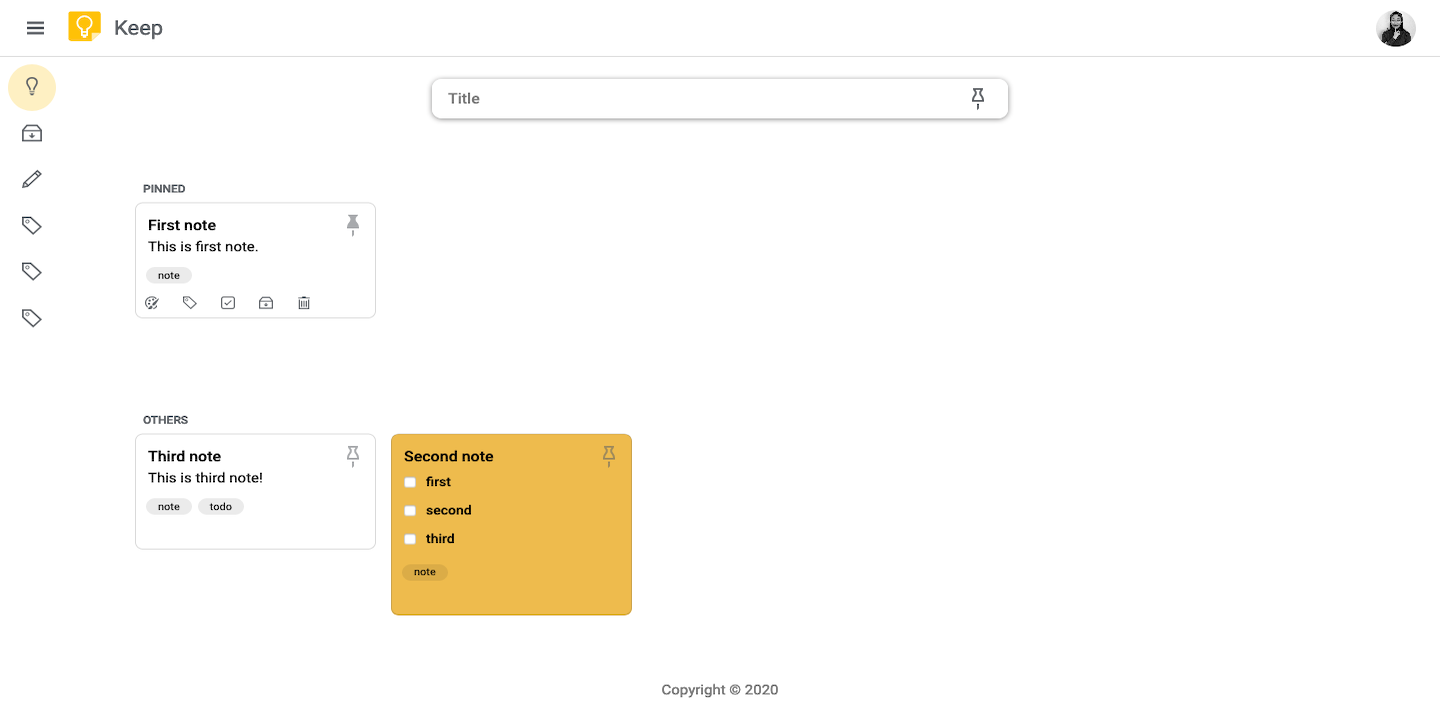 Keep
Title
PINNED
First note
This is first note.
note
OTHERS
Third note
This is third note!
note todo
Second note
first
second
third
note
Copyright © 2020